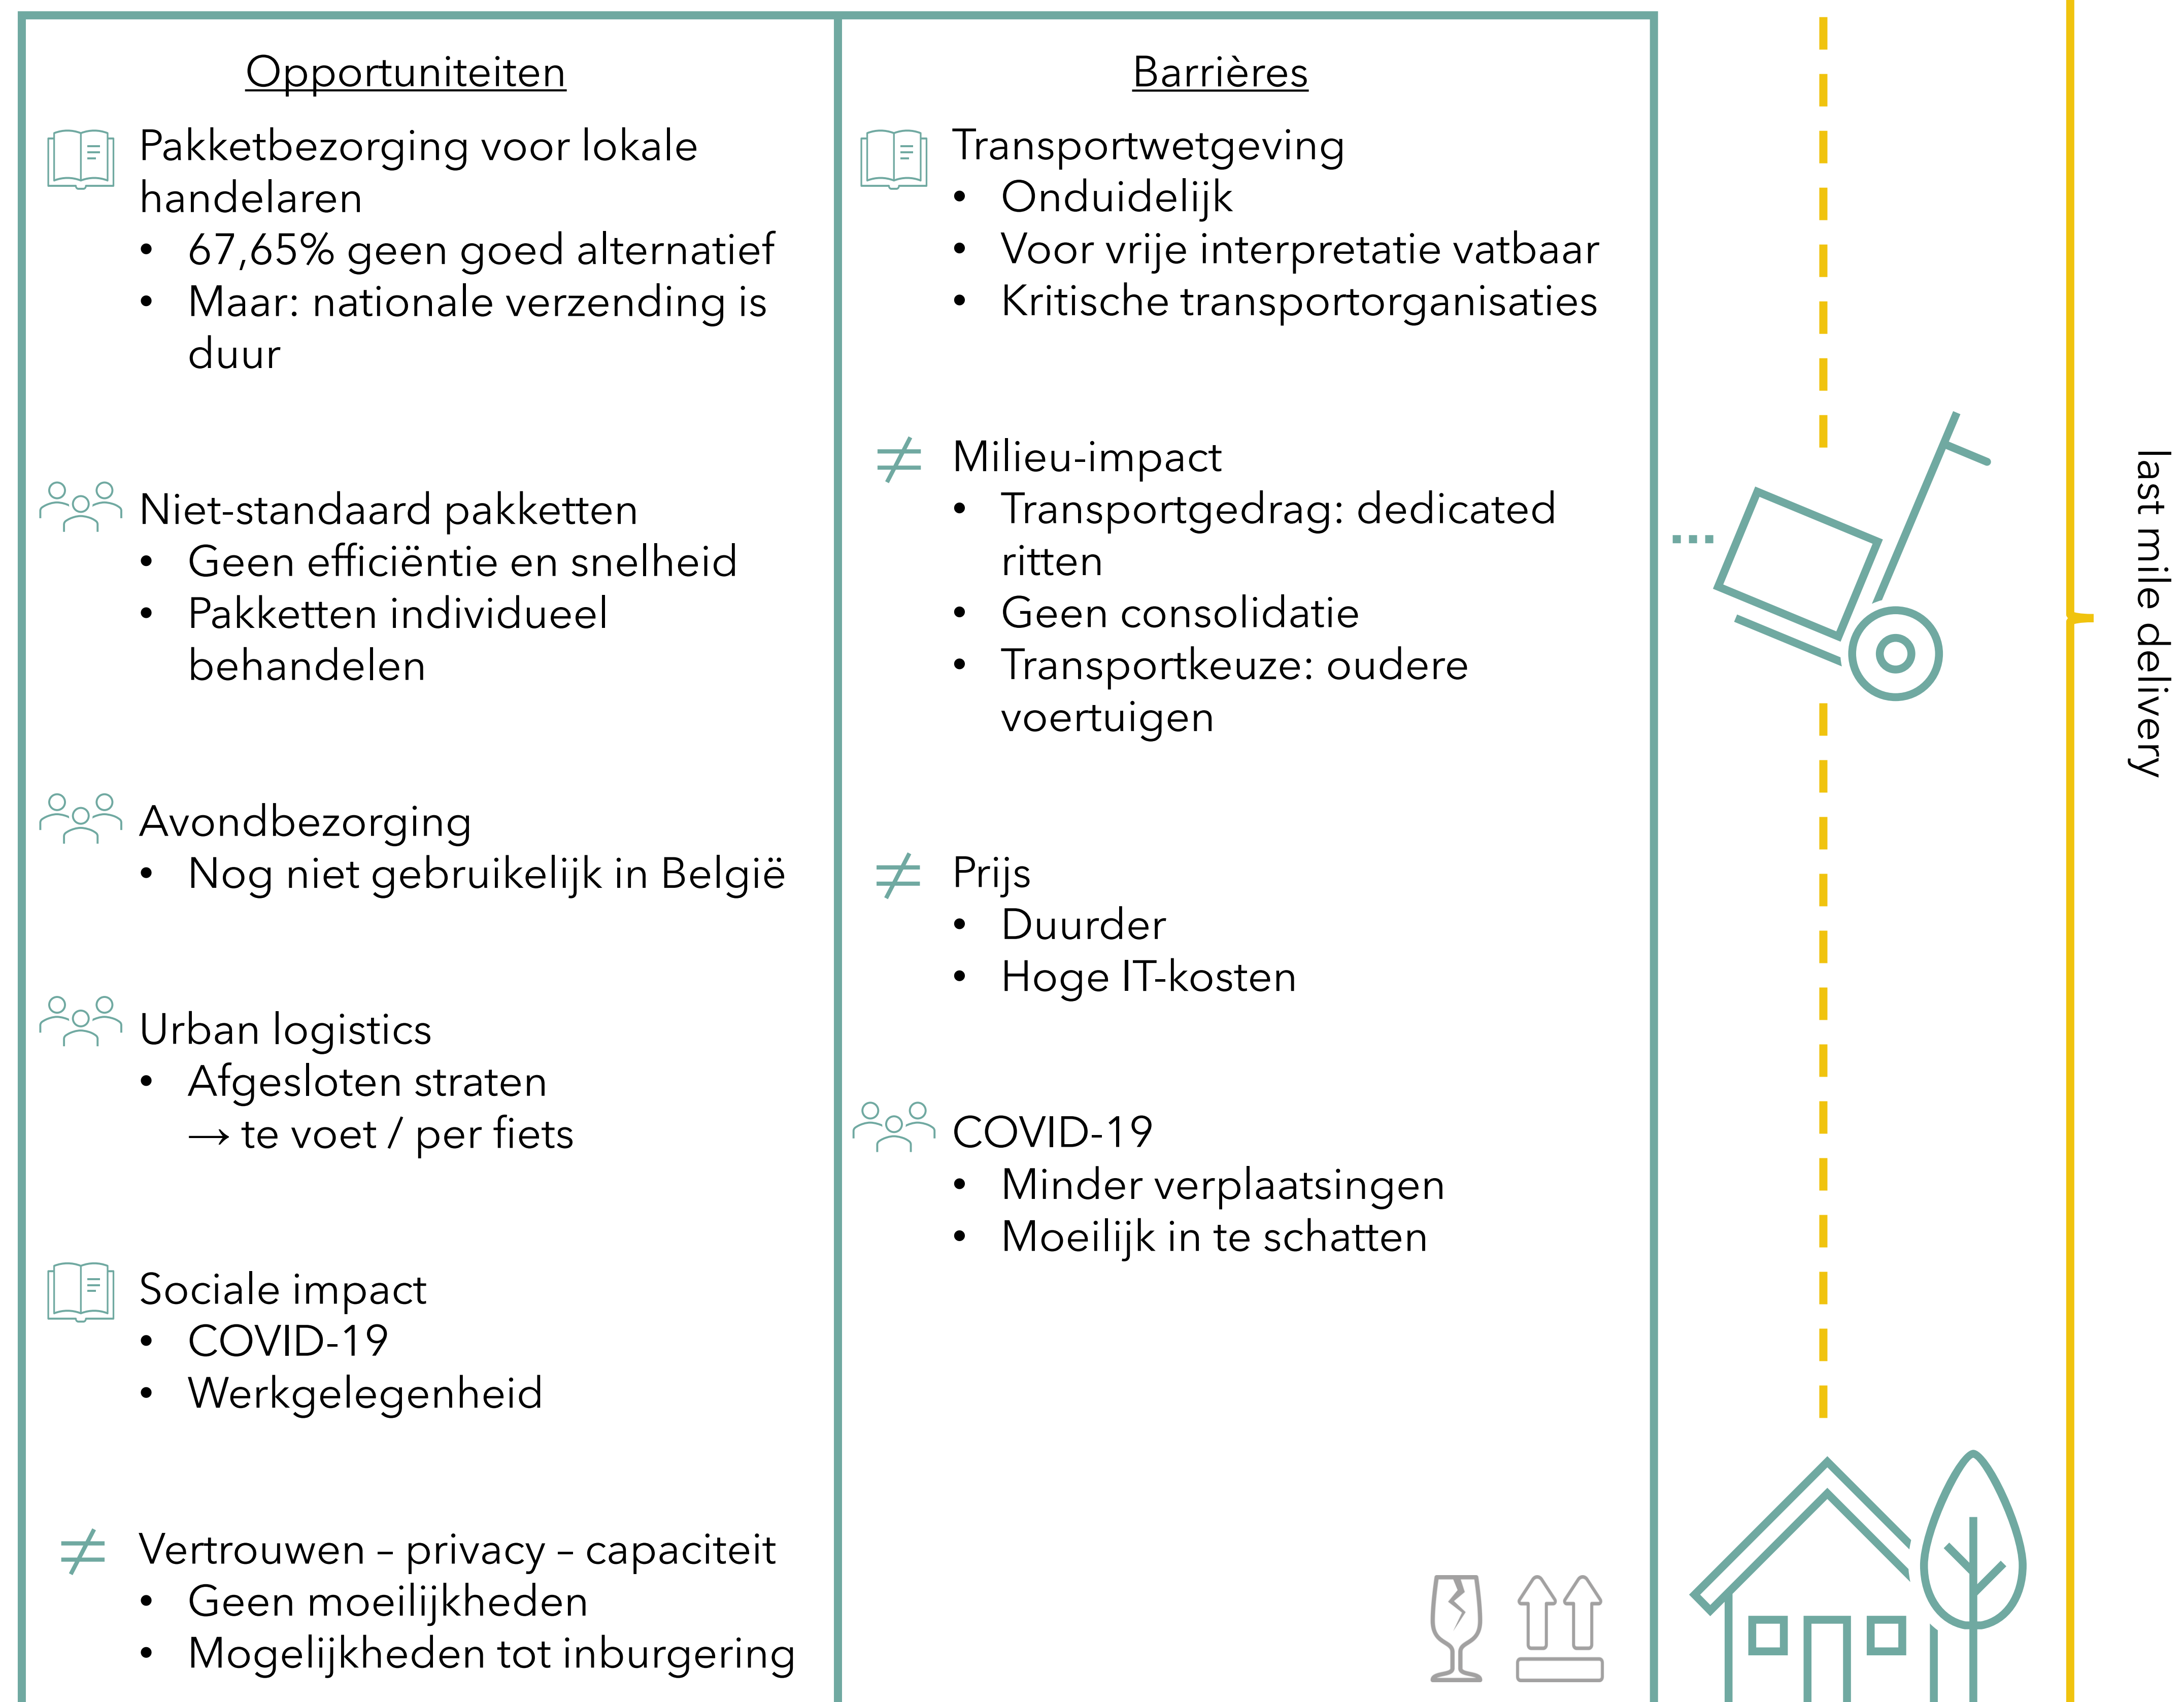 Opportuniteiten
Pakketbezorging voor lokale
handelaren
• 67,65% geen goed alternatief
• Maar: nationale verzending is
duur
Niet-standaard pakketten
• Geen efficiëntie en snelheid
• Pakketten individueel
behandelen
Avondbezorging
• Nog niet gebruikelijk in België
Urban logistics
• Afgesloten straten
→ te voet / per fiets
Sociale impact
• COVID-19
• Werkgelegenheid
≠ Vertrouwen – privacy – capaciteit
• Geen moeilijkheden
• Mogelijkheden tot inburgering
Barrières
Transportwetgeving
• Onduidelijk
• Voor vrije interpretatie vatbaar
• Kritische transportorganisaties
≠ Milieu-impact
• Transportgedrag: dedicated
ritten
• Geen consolidatie
• Transportkeuze: oudere
voertuigen
≠ Prijs
• Duurder
• Hoge IT-kosten
COVID-19
• Minder verplaatsingen
• Moeilijk in te schatten
last mile delivery